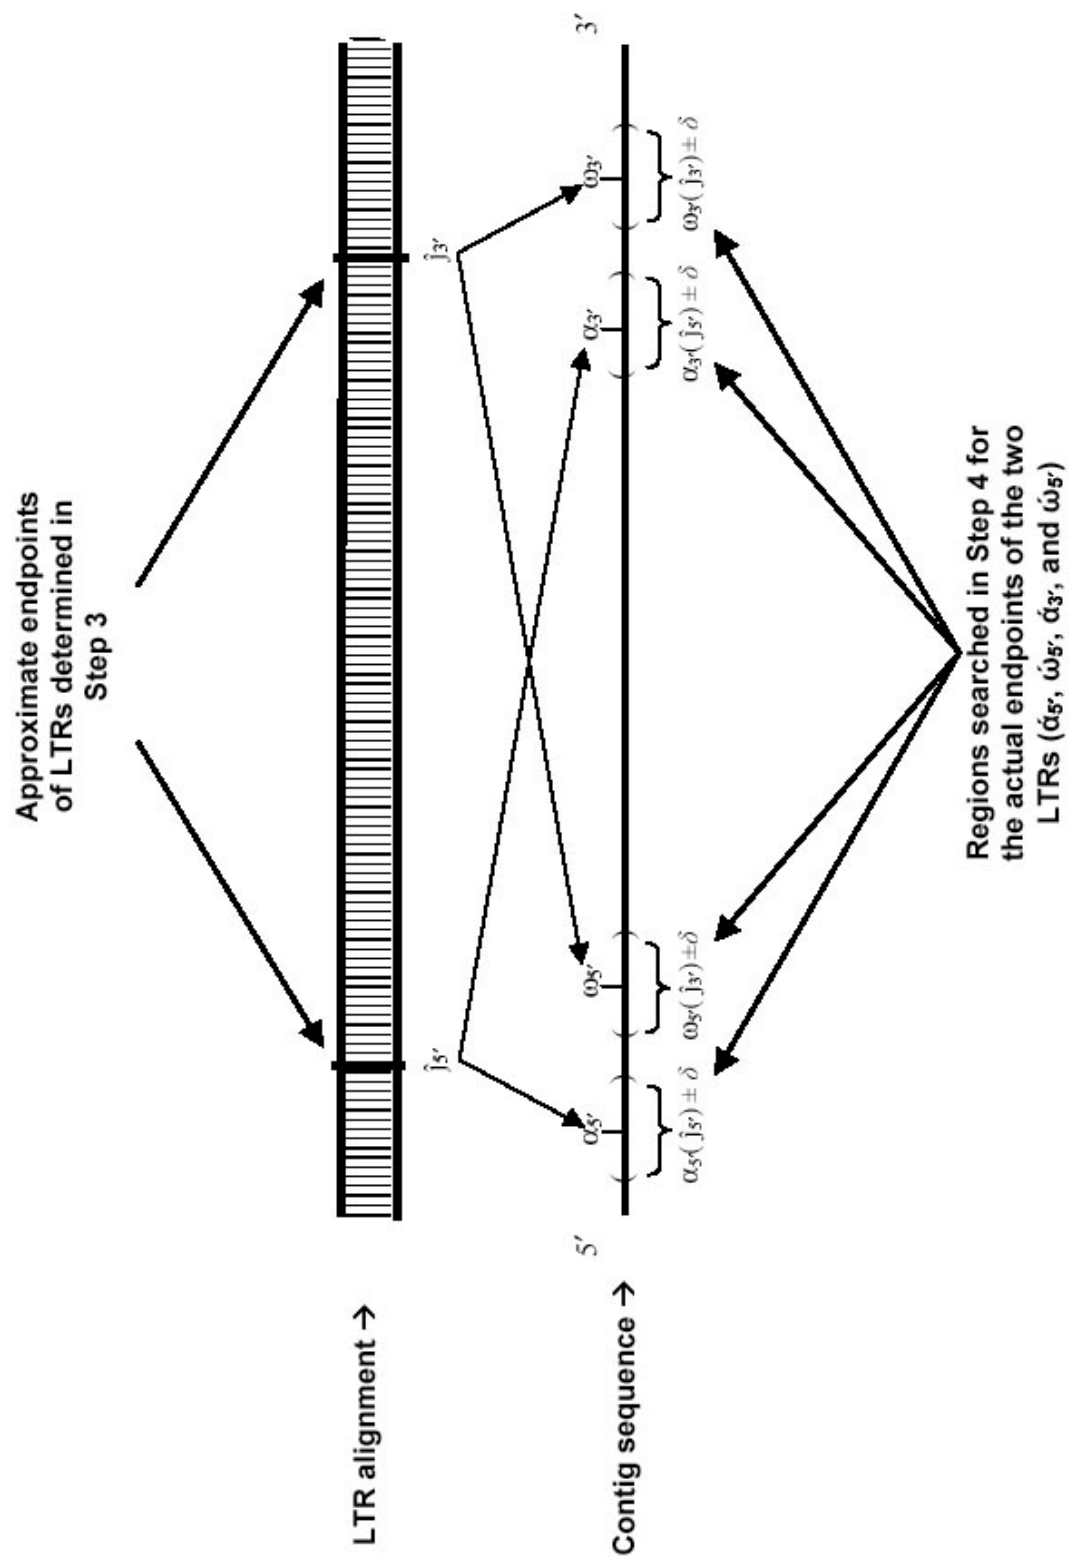 Approximate endpoints
of LTRs determined in
Step 3
LTR alignment →
ĵ5′
ĵ3′
Contig sequence →
5′
α5′
ω5′
α3′
ω3′
3′
α5′( ĵ5′) ± δ
ω5′( ĵ3′) ±δ
α3′( ĵ5′) ± δ
ω3′( ĵ3′) ± δ
Regions searched in Step 4 for
the actual endpoints of the two
LTRs (ά5′, ώ5′, ά3′, and ώ5′)